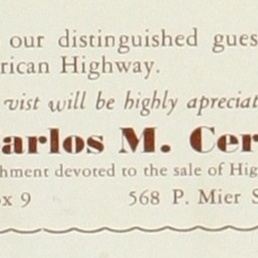 our distinguished gues
rican Highway.
vist will be highly apreciat
arlos M. Cer
hment devoted to the sale of Hig
x 9 568 P. Mier S